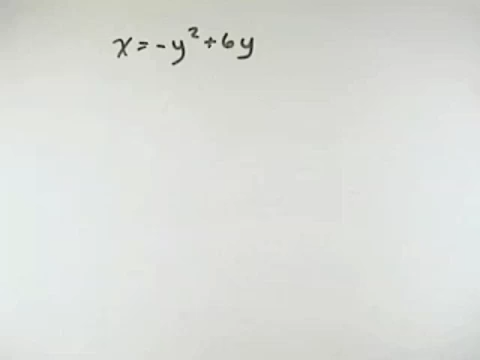 x = -y² + 6y